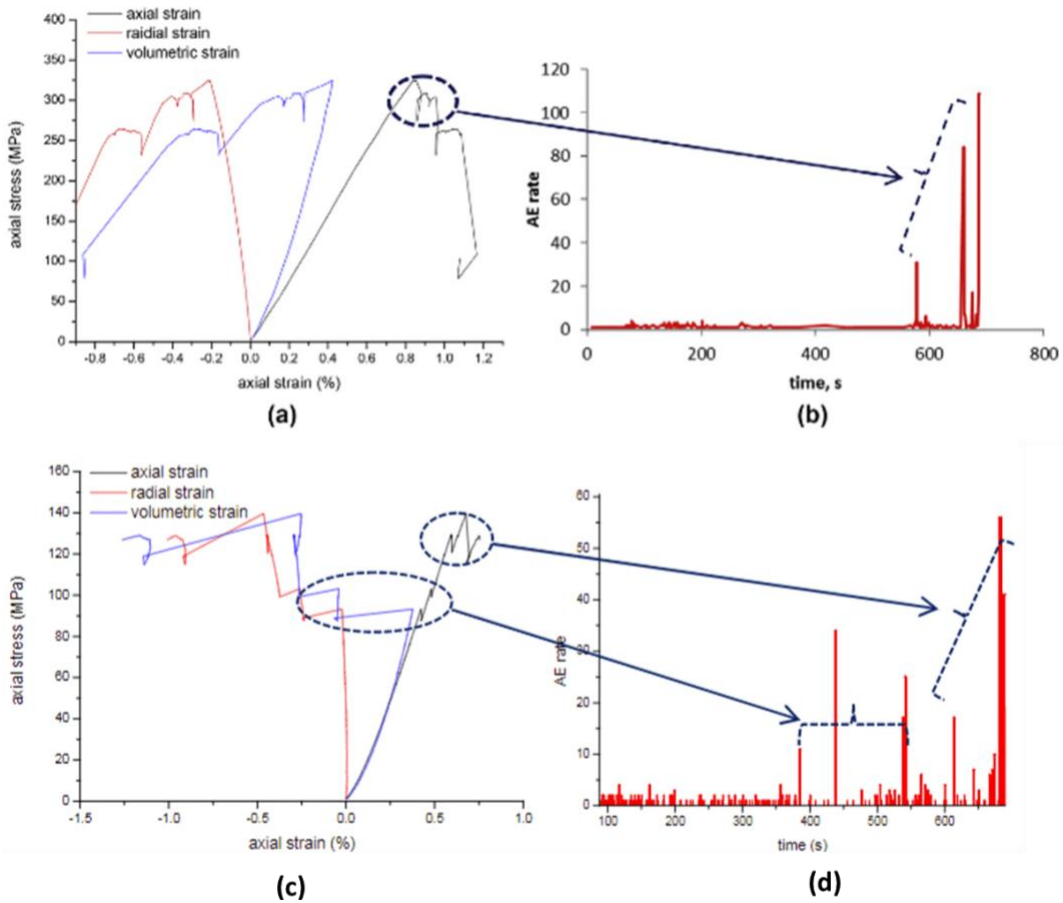 axial strain
raidial strain
volumetric strain
400
350
300
250
200
150
100
50
0
axial stress (MPa)
-0.8 -0.6 -0.4 -0.2 0.0 0.2 0.4 0.6 0.8 1.0 1.2
axial strain (%)
(a)
120
100
80
60
40
20
0
AE rate
0 200 400 600 800
time, s
(b)
axial strain
radial strain
volumetric strain
160
140
120
100
80
60
40
20
0
axial stress (MPa)
-1.5 -1.0 -0.5 0.0 0.5 1.0
axial strain (%)
(c)
60
50
40
30
20
10
0
AE rate
100 200 300 400 500 600
time (s)
(d)